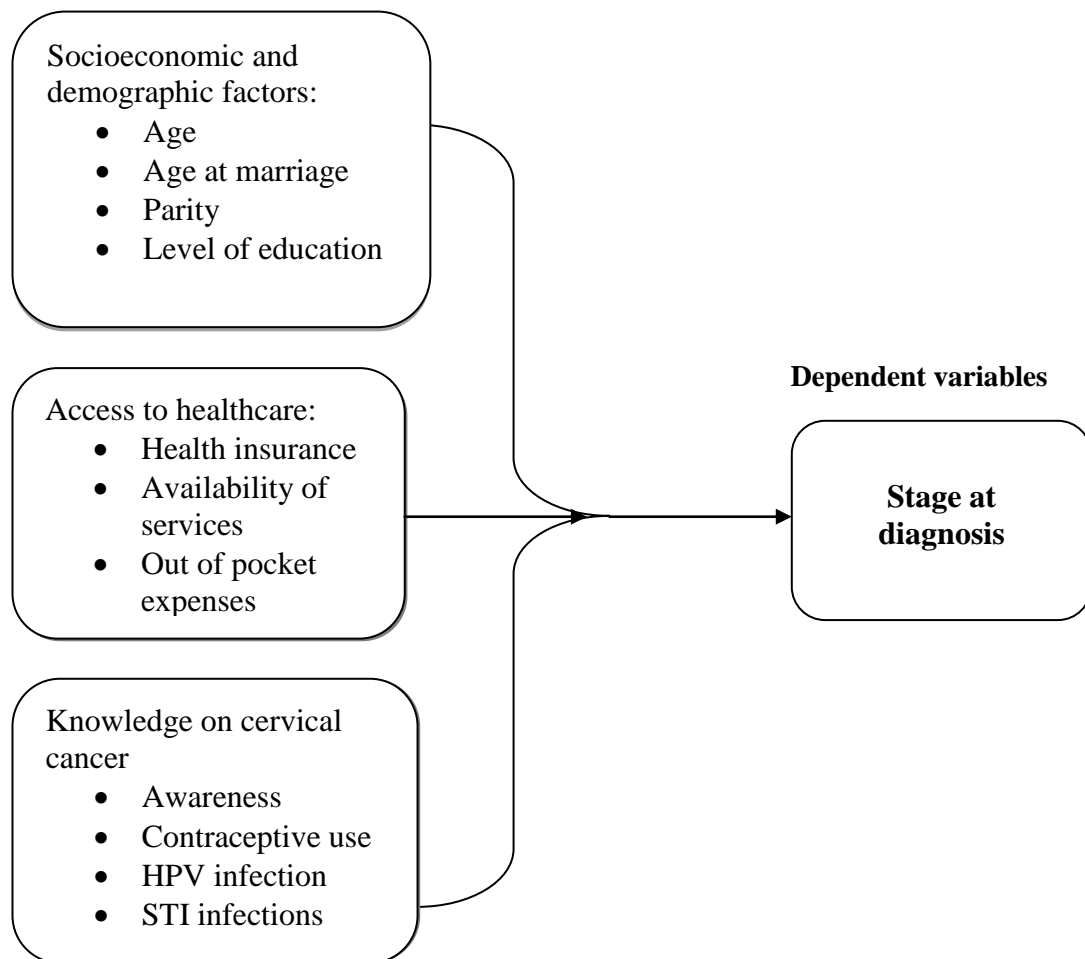 Socioeconomic and
demographic factors:
• Age
• Age at marriage
• Parity
• Level of education
Access to healthcare:
• Health insurance
• Availability of
services
• Out of pocket
expenses
Knowledge on cervical
cancer
• Awareness
• Contraceptive use
• HPV infection
• STI infections
Dependent variables
Stage at
diagnosis